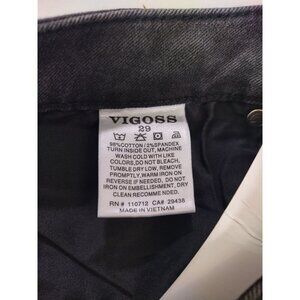 VIGOSS
29
98%COTTON/2%SPANDEX
TURN INSIDE OUT, MACHINE
WASH COLD WITH LIKE
COLORS, DO NOT BLEACH,
TUMBLE DRY LOW, REMOVE
PROMPTLY, WARM IRON ON
REVERSE IF NEEDED. DO NOT
IRON ON EMBELLISHMENT, DRY
CLEAN RECOMME NDED.
RN# 110712 CA# 29438
MADE IN VIETNAM